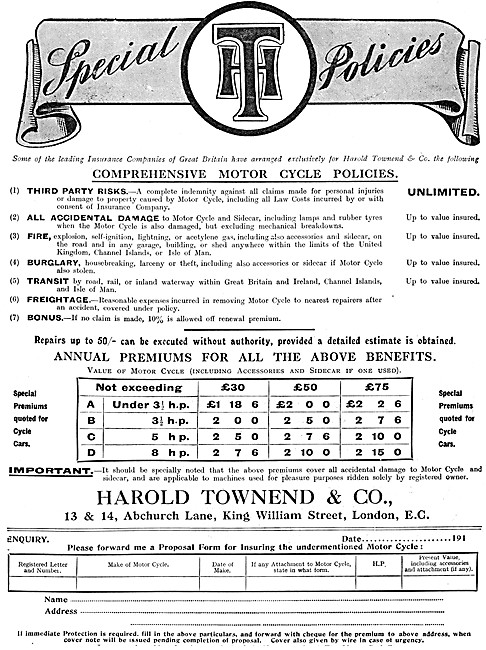 Special HT Policies
Some of the leading Insurance Companies of Great Britain have arranged exclusively for Harold Townend & Co. the following
COMPREHENSIVE MOTOR CYCLE POLICIES.
(1) THIRD PARTY RISKS.—A complete indemnity against all claims made for personal injuries UNLIMITED.
or damage to property caused by Motor Cycle, including all Law Costs incurred by or with
consent of Insurance Company.
(2) ALL ACCIDENTAL DAMAGE to Motor Cycle and Sidecar, including lamps and rubber tyres Up to value insured.
when the Motor Cycle is also damaged, but excluding mechanical breakdowns.
(3) FIRE, explosion, self-ignition, lightning, or acetylene gas, including also accessories and sidecar, on Up to value insured.
the road and in any garage, building, or shed anywhere within the limits of the United
Kingdom, Channel Islands, or Isle of Man.
(4) BURGLARY, housebreaking, larceny or theft, including also accessories or sidecar if Motor Cycle Up to value insured.
also stolen.
(5) TRANSIT by road, rail, or inland waterway within Great Britain and Ireland, Channel Islands, Up to value insured.
and Isle of Man.
(6) FREIGHTAGE.—Reasonable expenses incurred in removing Motor Cycle to nearest repairers after
an accident, covered under policy.
(7) BONUS.—If no claim is made, 10% is allowed off renewal premium.
Repairs up to 50/- can be executed without authority, provided a detailed estimate is obtained.
ANNUAL PREMIUMS FOR ALL THE ABOVE BENEFITS.
VALUE OF MOTOR CYCLE (INCLUDING ACCESSORIES AND SIDECAR IF ONE USED).
Special Premiums quoted for Cycle Cars.
Not exceeding £30 £50 £75
A Under 3½ h.p. £1 18 6 £2 0 0 £2 2 6
B 3½ h.p. 2 0 0 2 5 0 2 7 6
C 5 h.p. 2 5 0 2 7 6 2 10 0
D 8 h.p. 2 7 6 2 10 0 2 15 0
Special Premiums quoted for Cycle Cars.
IMPORTANT.—It should be specially noted that the above premiums cover all accidental damage to Motor Cycle and
sidecar, and are applicable to machines used for pleasure purposes ridden solely by registered owner.
HAROLD TOWNEND & CO.,
13 & 14, Abchurch Lane, King William Street, London, E.C.
ENQUIRY. Date......................191
Please forward me a Proposal Form for Insuring the undermentioned Motor Cycle:
Registered Letter and Number. Make of Motor Cycle. Date of Make. If any Attachment to Motor Cycle, state in what form. H.P. Present Value, including accessories and attachment (if any).
Name
Address
If immediate Protection is required, fill in the above particulars, and forward with cheque for the premium to above address, when
cover note will be issued pending completion of proposal. Cover also given by wire in case of urgency.